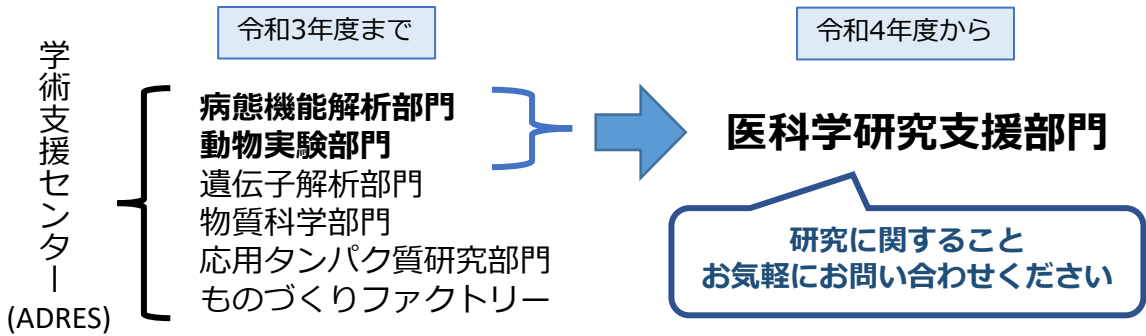 令和3年度まで
令和4年度から
学術支援センター
(ADRES)
病態機能解析部門
動物実験部門
遺伝子解析部門
物質科学部門
応用タンパク質研究部門
ものづくりファクトリー
医科学研究支援部門
研究に関すること
お気軽にお問い合わせください